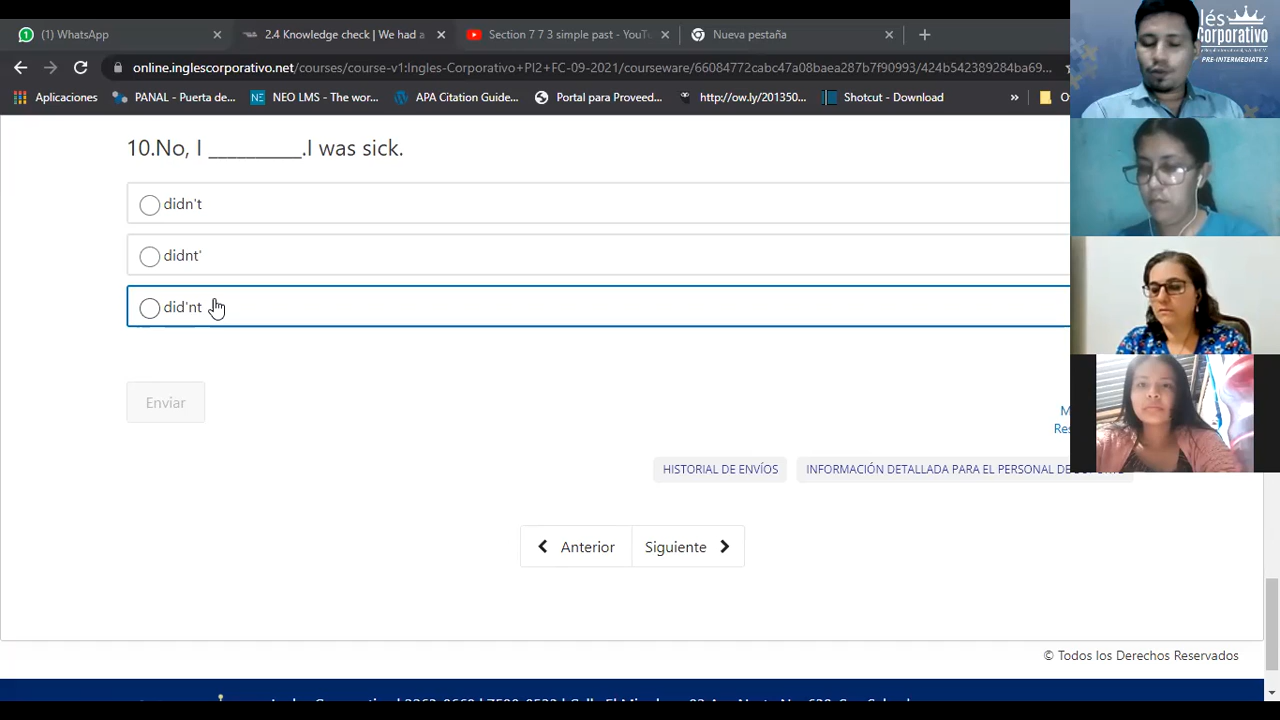 (1) WhatsApp
2.4 Knowledge check | We had a
Section 7 7 3 simple past - YouT
Nueva pestaña
online.inglescorporativo.net/courses/course-v1:Ingles-Corporativo+PI2+FC-09-2021/courseware/66084772cabc47a08baea287b7f90993/424b542389284ba69...
Aplicaciones
PANAL - Puerta de...
NEO LMS - The wor...
APA Citation Guide...
Portal para Proveed...
http://ow.ly/201350...
Shotcut - Download
»
lés
Corporativo
PRE-INTERMEDIATE 2
10.No, I __________.I was sick.
didn't
didnt'
did'nt
Enviar
HISTORIAL DE ENVÍOS
INFORMACIÓN DETALLADA PARA EL PERSONAL DE
Anterior
Siguiente
© Todos los Derechos Reservados